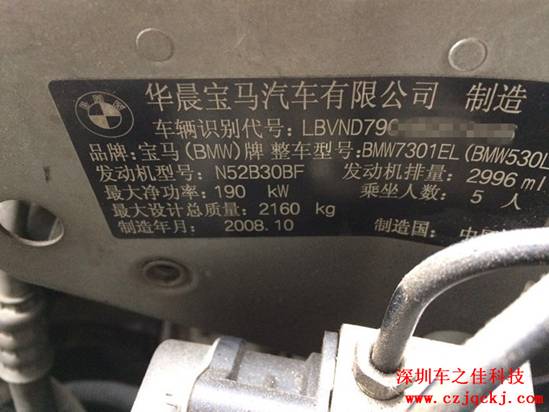 华晨宝马汽车有限公司 制造
车辆识别代号: LBVND79
品牌: 宝马(BMW)牌 整车型号: BMW7301EL(BMW530L
发动机型号: N52B30BF 发动机排量: 2996 ml
最大净功率: 190 kW 乘坐人数: 5 人
最大设计总质量: 2160 kg
制造年月: 2008.10 制造国: 中
深圳车之佳科技
www.czjqckj.com